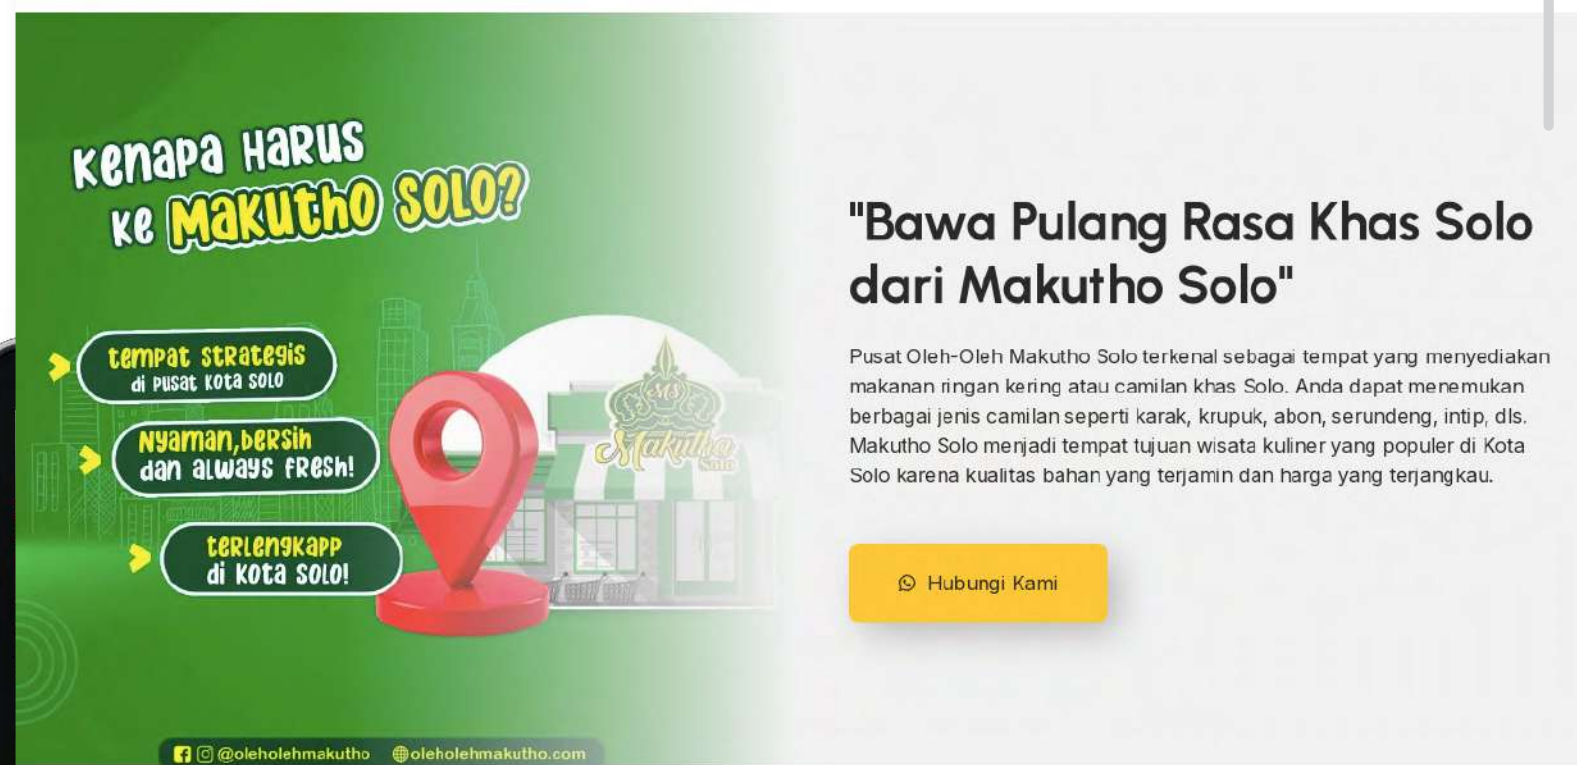 Kenapa Harus
ke Makutho Solo?
tempat strategis
di pusat kota solo
Nyaman,bersih
dan always fresh!
terlengkapp
di kota solo!
MS
Makutho
Solo
@oleholehmakutho oleholehmakutho.com
"Bawa Pulang Rasa Khas Solo
dari Makutho Solo"
Pusat Oleh-Oleh Makutho Solo terkenal sebagai tempat yang menyediakan
makanan ringan kering atau camilan khas Solo. Anda dapat menemukan
berbagai jenis camilan seperti karak, krupuk, abon, serundeng, intip, dls.
Makutho Solo menjadi tempat tujuan wisata kuliner yang populer di Kota
Solo karena kualitas bahan yang terjamin dan harga yang terjangkau.
Hubungi Kami